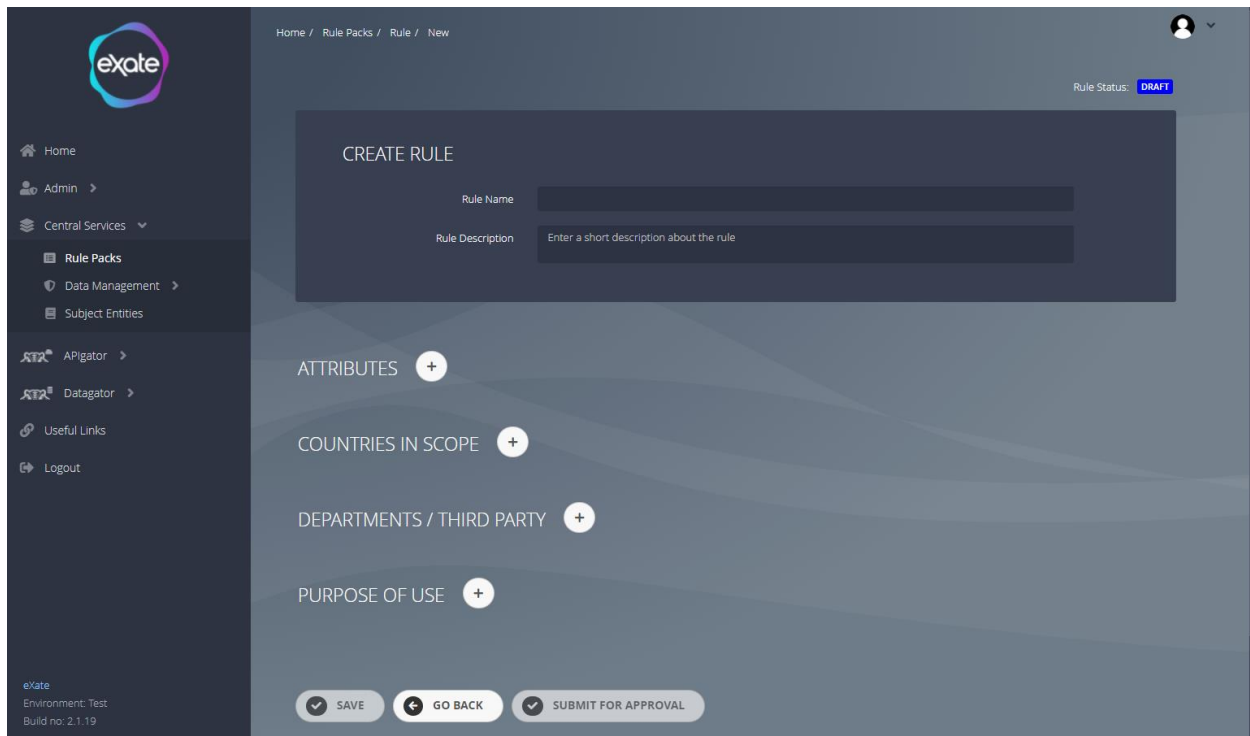 eXate
Home / Rule Packs / Rule / New
Rule Status: DRAFT
Home
Admin
Central Services
Rule Packs
Data Management
Subject Entities
APIgator
Datagator
Useful Links
Logout
eXate
Environment: Test
Build no: 2.1.19
CREATE RULE
Rule Name
Rule Description Enter a short description about the rule
ATTRIBUTES +
COUNTRIES IN SCOPE +
DEPARTMENTS / THIRD PARTY +
PURPOSE OF USE +
SAVE GO BACK SUBMIT FOR APPROVAL